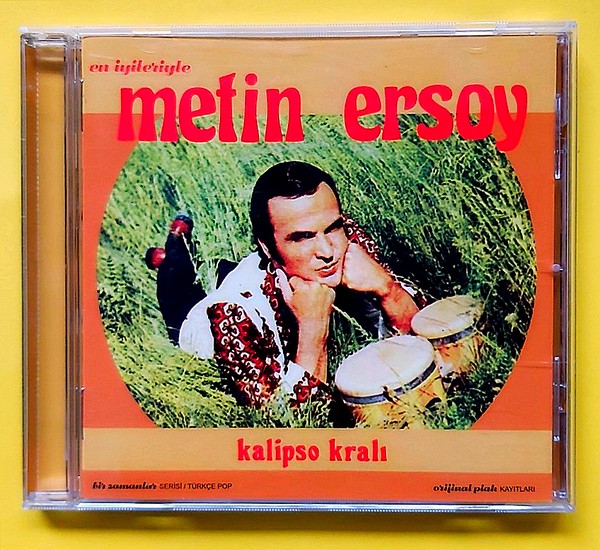 en iyileriyle
metin ersoy
kalipso kralı
bir zamanlar SERİSİ / TÜRKÇE POP
orijinal plak KAYITLARI